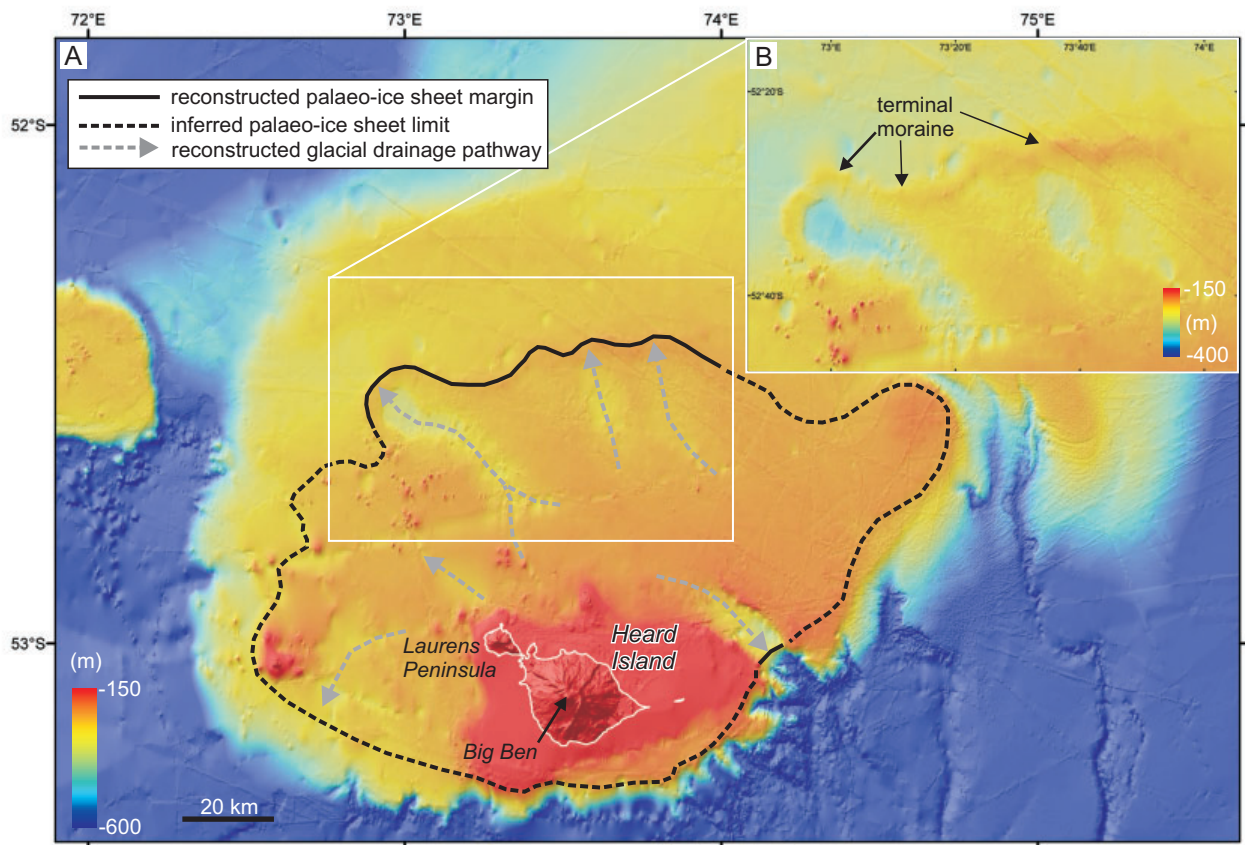 72°E
73°E
74°E
75°E
A
reconstructed palaeo-ice sheet margin
inferred palaeo-ice sheet limit
reconstructed glacial drainage pathway
B
73°E
73°20'E
73°40'E
74°E
52°20'S
terminal
moraine
52°40'S
-150
(m)
-400
52°S
53°S
(m)
-150
-600
20 km
Laurens
Peninsula
Heard
Island
Big Ben